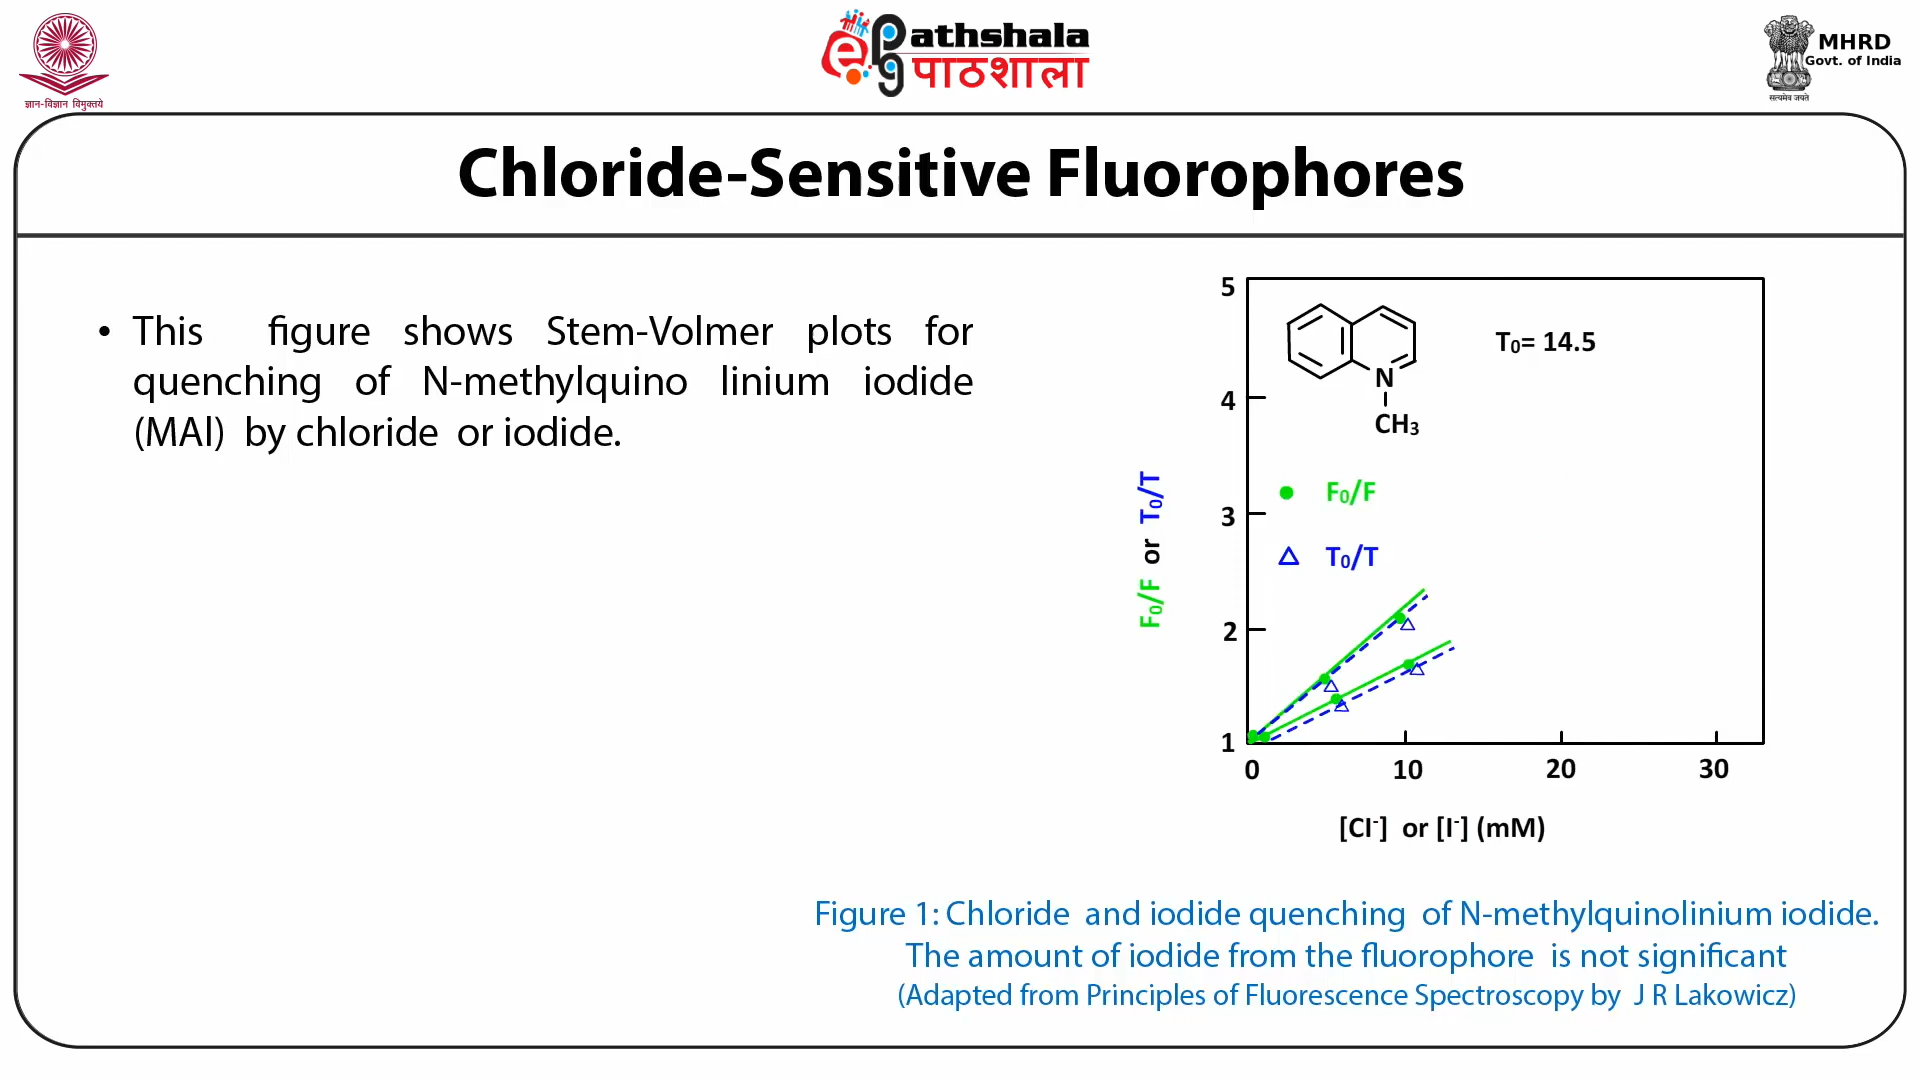 ज्ञान-विज्ञान विमुक्तये
ePathshala
पाठशाला
MHRD
Govt. of India
सत्यमेव जयते
Chloride-Sensitive Fluorophores
• This figure shows Stem-Volmer plots for
quenching of N-methylquino linium iodide
(MAl) by chloride or iodide.
5
4
3
2
1
0
10
20
30
T₀= 14.5
N
CH₃
F₀/F
T₀/T
F₀/F or T₀/T
[CI⁻] or [I⁻] (mM)
Figure 1: Chloride and iodide quenching of N-methylquinolinium iodide.
The amount of iodide from the fluorophore is not significant
(Adapted from Principles of Fluorescence Spectroscopy by J R Lakowicz)